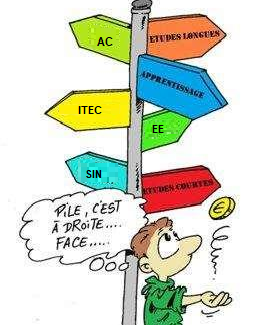 AC
ETUDES LONGUES
APPRENTISSAGE
ITEC
EE
SIN
ETUDES COURTES
PILE, C'EST
À DROITE....
FACE.....
€